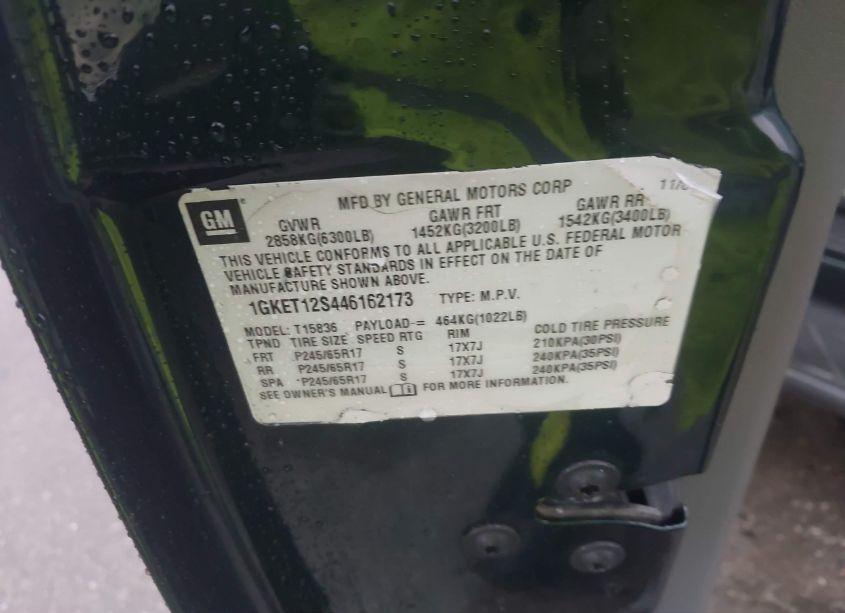 GM
MFD BY GENERAL MOTORS CORP
GVWR GAWR FRT GAWR RR
2858KG(6300LB) 1452KG(3200LB) 1542KG(3400LB)
THIS VEHICLE CONFORMS TO ALL APPLICABLE U.S. FEDERAL MOTOR
VEHICLE SAFETY STANDARDS IN EFFECT ON THE DATE OF
MANUFACTURE SHOWN ABOVE.
1GKET12S446162173 TYPE: M.P.V.
MODEL: T15836 PAYLOAD= 464KG(1022LB)
TPND TIRE SIZE SPEED RTG RIM COLD TIRE PRESSURE
FRT P245/65R17 S 17X7J 210KPA(30PSI)
RR P245/65R17 S 17X7J 240KPA(35PSI)
SPA P245/65R17 S 17X7J 240KPA(35PSI)
SEE OWNER'S MANUAL FOR MORE INFORMATION.